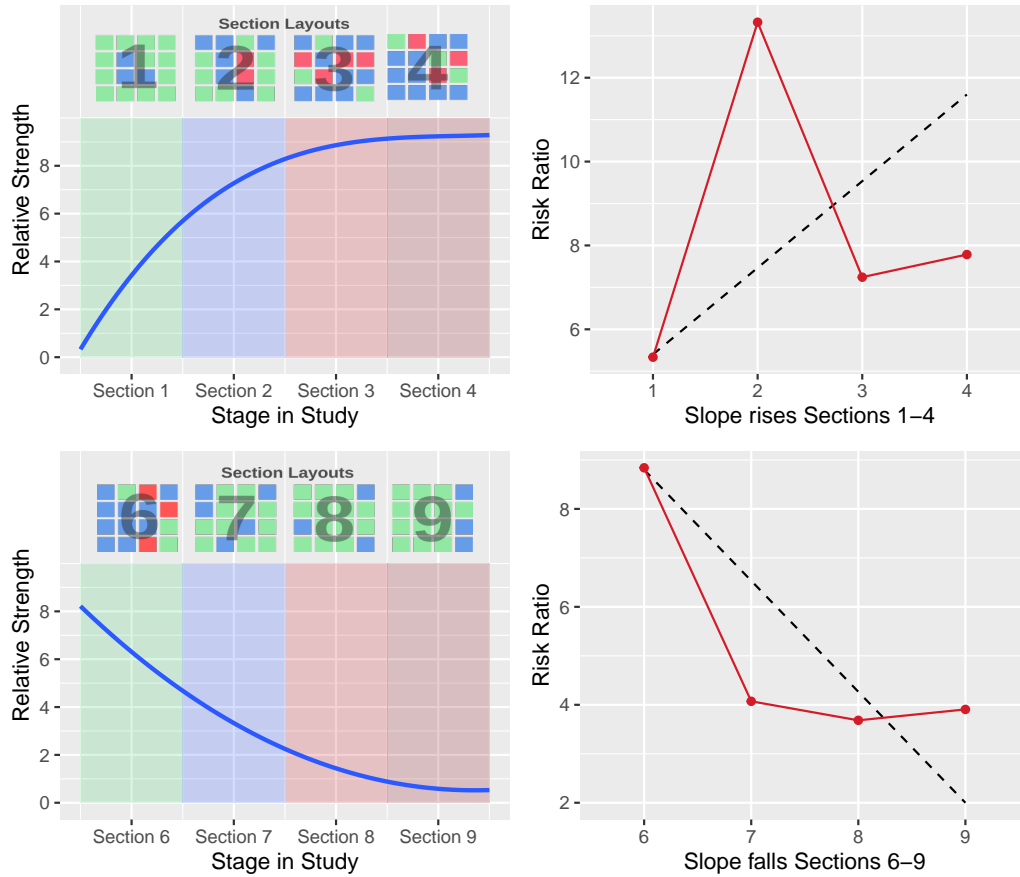 Section Layouts
1 2 3 4
Relative Strength
8
6
4
2
0
Section 1 Section 2 Section 3 Section 4
Stage in Study
Risk Ratio
12
10
8
6
1 2 3 4
Slope rises Sections 1–4
Section Layouts
6 7 8 9
Relative Strength
8
6
4
2
0
Section 6 Section 7 Section 8 Section 9
Stage in Study
Risk Ratio
8
6
4
2
6 7 8 9
Slope falls Sections 6–9